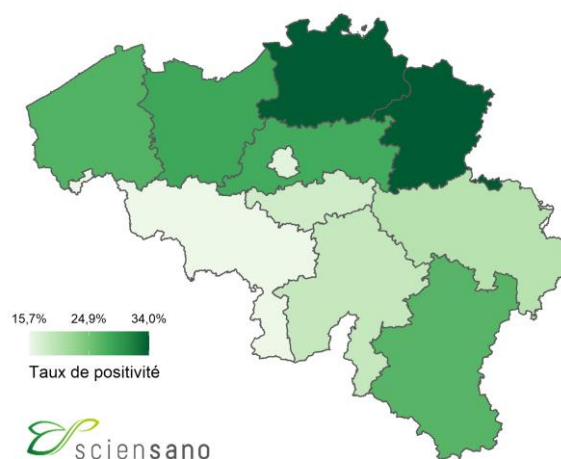 15,7% 24,9% 34,0%
Taux de positivité
sciensano